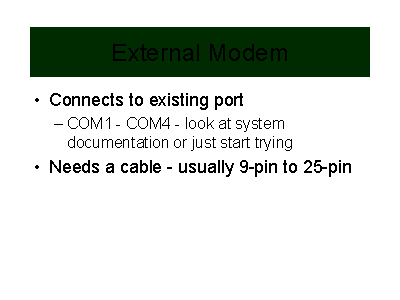 External Modem
• Connects to existing port
– COM1 - COM4 - look at system
documentation or just start trying
• Needs a cable - usually 9-pin to 25-pin